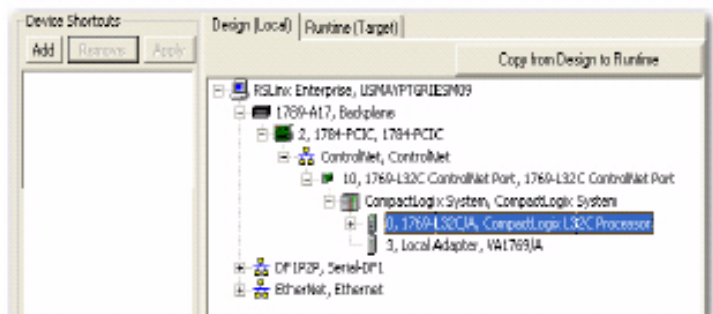 Device Shortcuts
Add Remove Apply
Design (Local) Runtime (Target)
Copy from Design to Runtime
RSLinx Enterprise, USMAYPTGRIESM09
1789-A17, Backplane
2, 1784-PCIC, 1784-PCIC
ControlNet, ControlNet
10, 1769-L32C ControlNet Port, 1769-L32C ControlNet Port
CompactLogix System, CompactLogix System
0, 1769-L32C/A, CompactLogix L32C Processor
3, Local Adapter, VA1769/A
DF1P2P, Serial-DF1
EtherNet, Ethernet